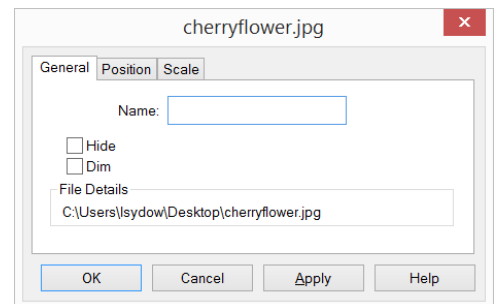 cherryflower.jpg
General Position Scale
Name:
Hide
Dim
File Details
C:\Users\lsydow\Desktop\cherryflower.jpg
OK Cancel Apply Help